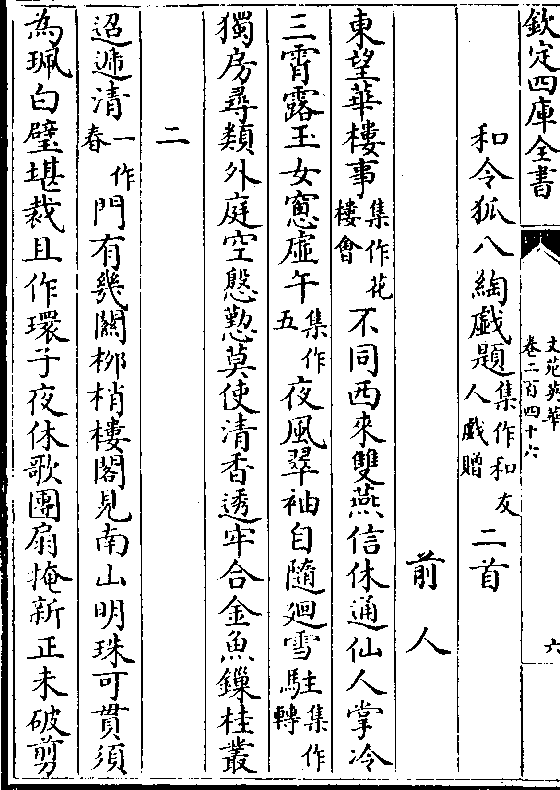 欽定四庫全書
文苑英華
卷二百四十六
六
和令狐八綯戲題集作和友人戲贈二首
前人
東望華樓事集作花樓會不同西來雙燕信休通仙人掌冷
三霄露玉女窻虛午集作五夜風翠袖自隨廻雪駐集作轉
獨房尋類外庭空慇懃莫使清香透牢合金魚鏁桂叢
二
迢遞清一作春門有幾關栁梢樓閣見南山明珠可貫須
為珮白璧堪裁且作環子夜休歌團扇掩新正未破剪